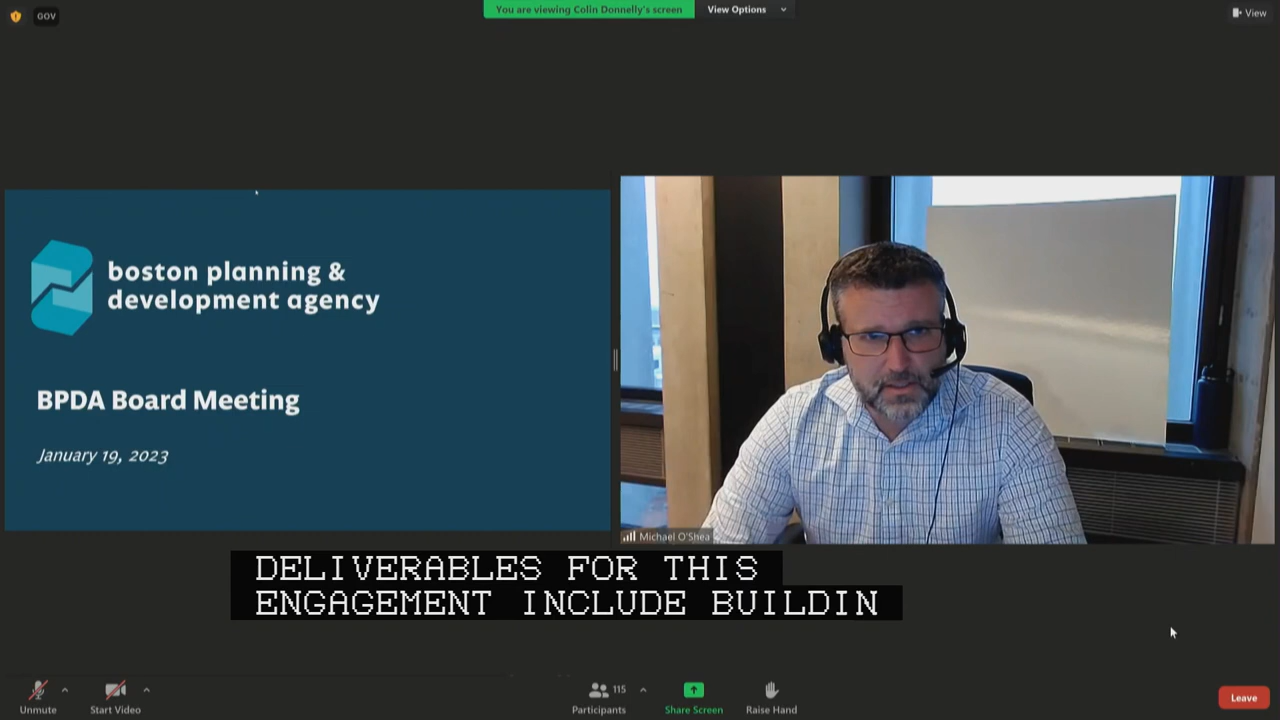 GOV
You are viewing Colin Donnelly's screen
View Options
View
boston planning &
development agency
BPDA Board Meeting
January 19, 2023
Michael O'Shea
DELIVERABLES FOR THIS
ENGAGEMENT INCLUDE BUILDIN
Unmute
Start Video
115
Participants
Share Screen
Raise Hand
Leave